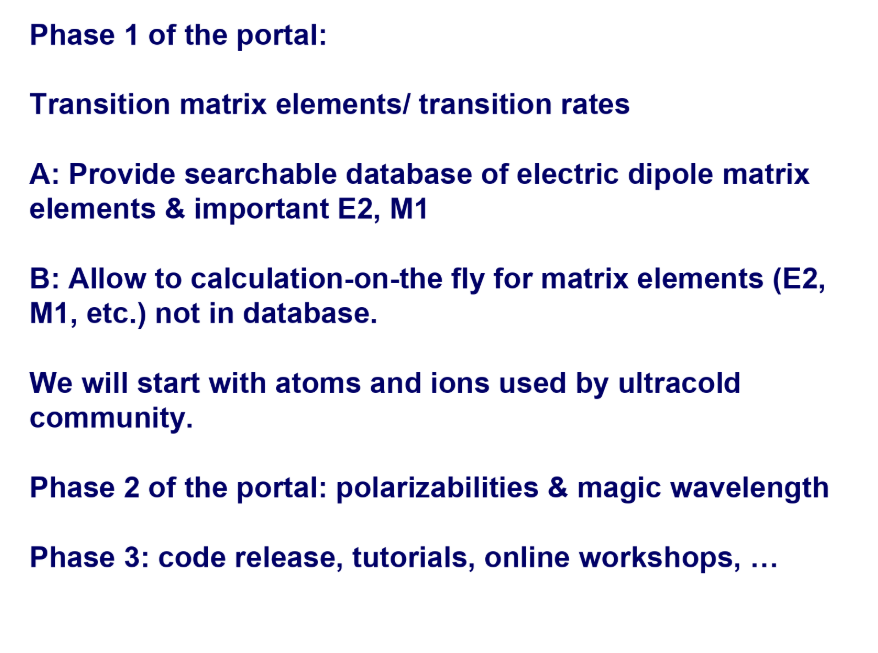 Phase 1 of the portal:
Transition matrix elements/ transition rates
A: Provide searchable database of electric dipole matrix
elements & important E2, M1
B: Allow to calculation-on-the fly for matrix elements (E2,
M1, etc.) not in database.
We will start with atoms and ions used by ultracold
community.
Phase 2 of the portal: polarizabilities & magic wavelength
Phase 3: code release, tutorials, online workshops, …